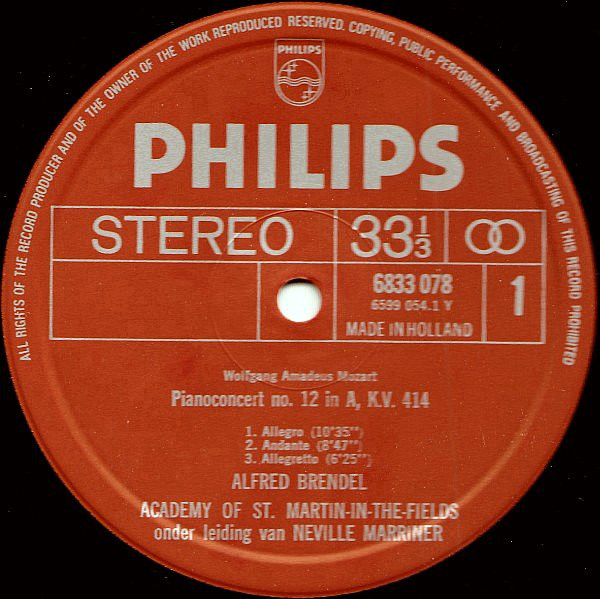 ALL RIGHTS OF THE RECORD PRODUCER AND OF THE OWNER OF THE WORK REPRODUCED RESERVED. COPYING, PUBLIC PERFORMANCE AND BROADCASTING OF THIS RECORD PROHIBITED
PHILIPS
PHILIPS
STEREO 33 1/3
6833 078
6599 054.1 Y
MADE IN HOLLAND
1
Wolfgang Amadeus Mozart
Pianoconcert no. 12 in A, K.V. 414
1. Allegro (10'35'')
2. Andante (8'47'')
3. Allegretto (6'25'')
ALFRED BRENDEL
ACADEMY OF ST. MARTIN-IN-THE-FIELDS
onder leiding van NEVILLE MARRINER